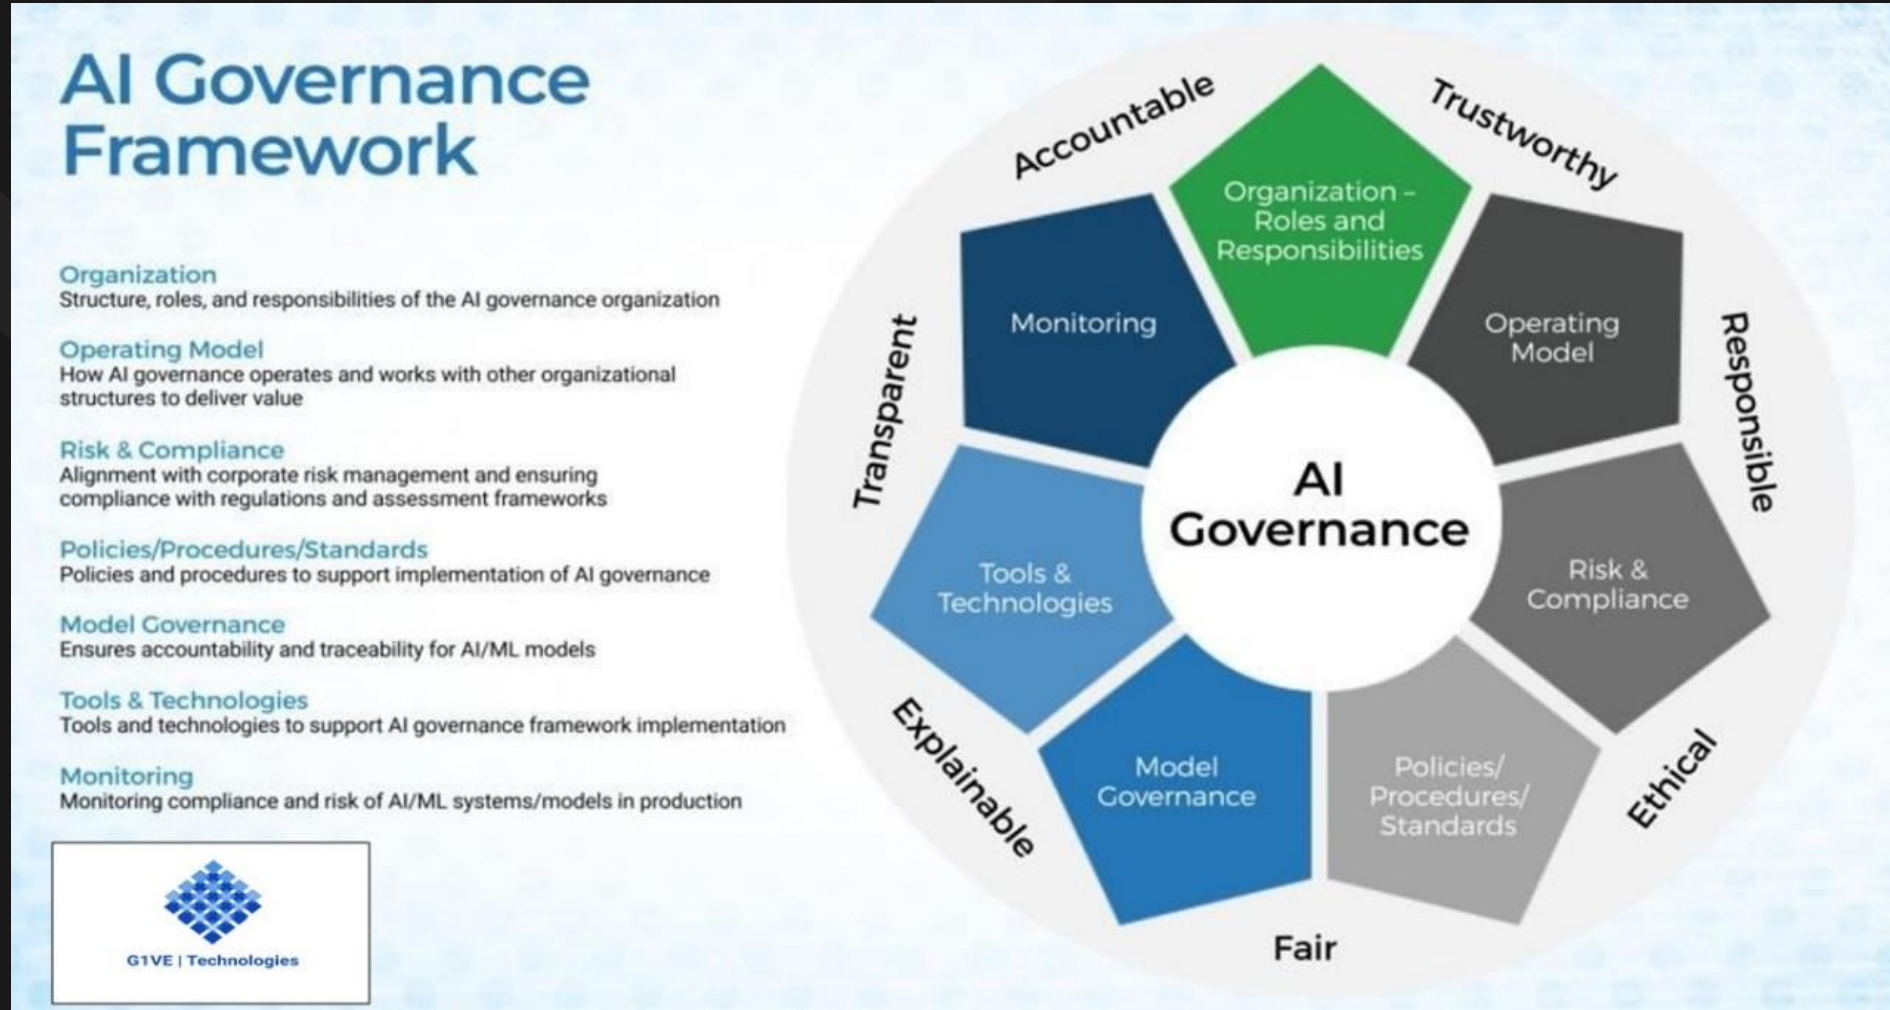 AI Governance
Framework
Organization
Structure, roles, and responsibilities of the AI governance organization
Operating Model
How AI governance operates and works with other organizational
structures to deliver value
Risk & Compliance
Alignment with corporate risk management and ensuring
compliance with regulations and assessment frameworks
Policies/Procedures/Standards
Policies and procedures to support implementation of AI governance
Model Governance
Ensures accountability and traceability for AI/ML models
Tools & Technologies
Tools and technologies to support AI governance framework implementation
Monitoring
Monitoring compliance and risk of AI/ML systems/models in production
G1VE | Technologies
Accountable
Trustworthy
Responsible
Ethical
Fair
Explainable
Transparent
Organization –
Roles and
Responsibilities
Operating
Model
Risk &
Compliance
Policies/
Procedures/
Standards
Model
Governance
Tools &
Technologies
Monitoring
AI
Governance